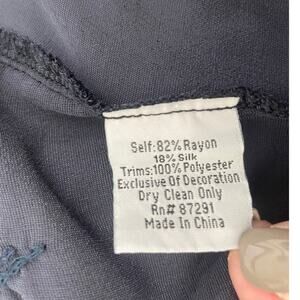 Self:82% Rayon
18% Silk
Trims:100% Polyester
Exclusive Of Decoration
Dry Clean Only
Rn# 87291
Made In China